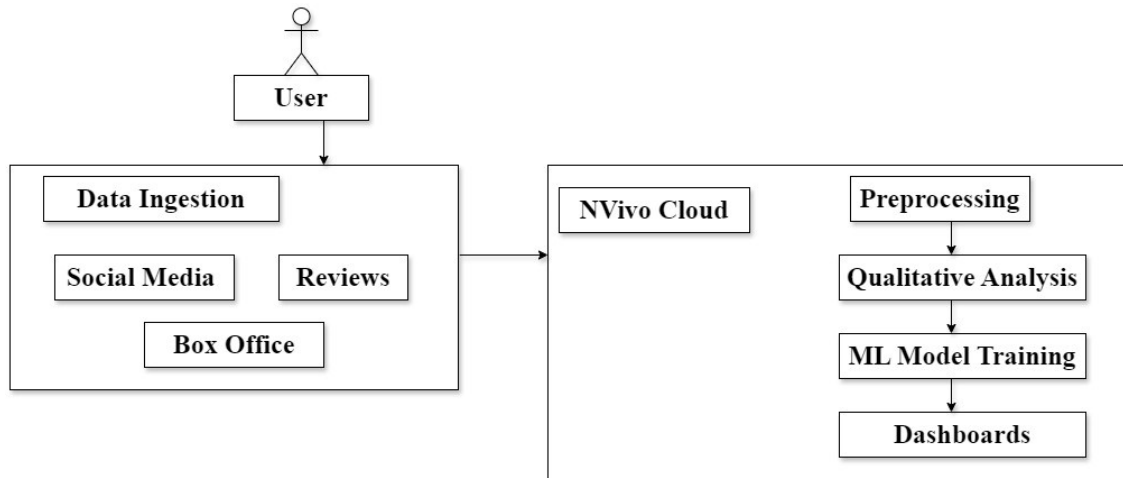 User
Data Ingestion
Social Media
Reviews
Box Office
NVivo Cloud
Preprocessing
Qualitative Analysis
ML Model Training
Dashboards